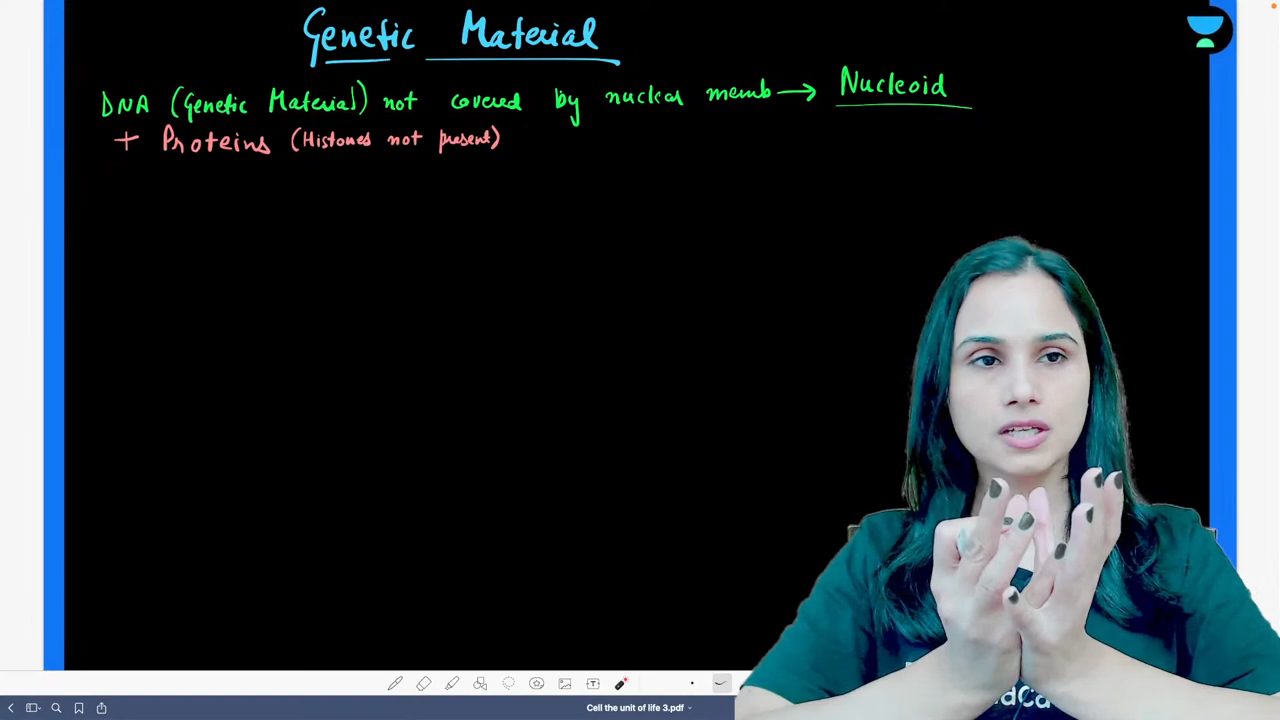 Genetic Material
DNA (Genetic Material) not covered by nuclear memb → Nucleoid
+ Proteins (Histones not present)
Cell the unit of life 3.pdf